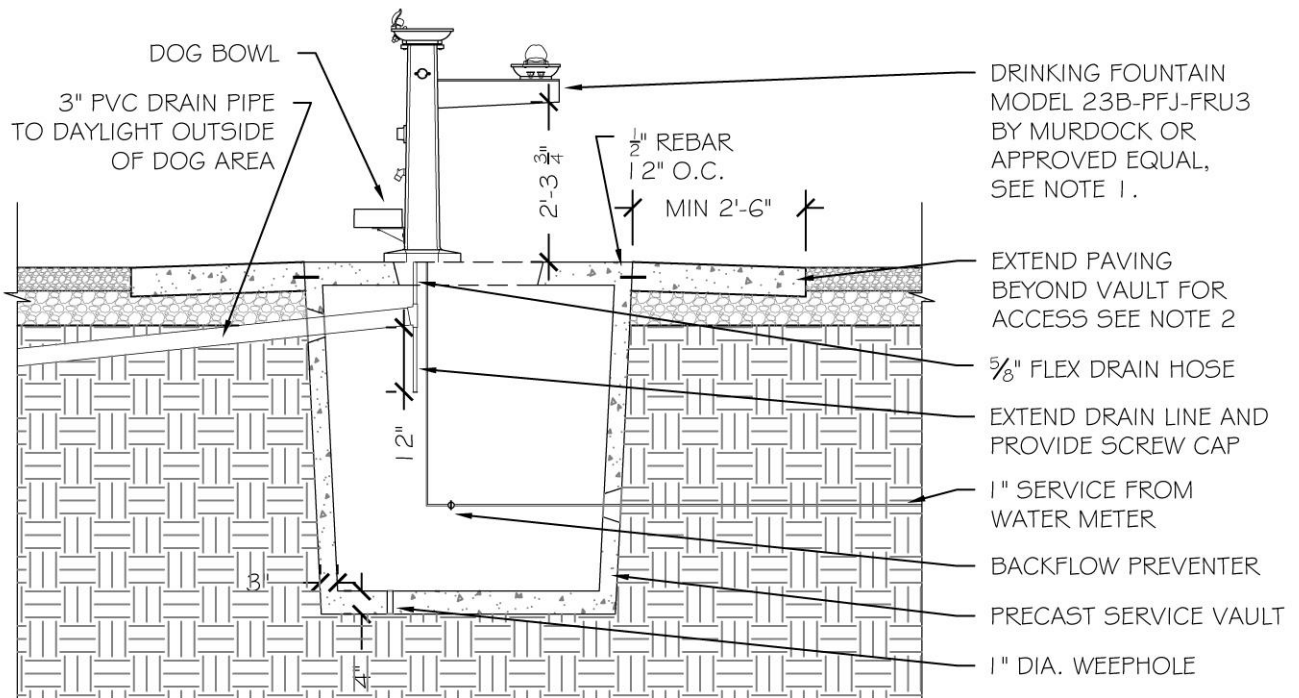 DOG BOWL
3" PVC DRAIN PIPE
TO DAYLIGHT OUTSIDE
OF DOG AREA
1/2" REBAR
12" O.C.
MIN 2'-6"
2'-3 3/4"
DRINKING FOUNTAIN
MODEL 23B-PFJ-FRU3
BY MURDOCK OR
APPROVED EQUAL,
SEE NOTE 1.
EXTEND PAVING
BEYOND VAULT FOR
ACCESS SEE NOTE 2
5/8" FLEX DRAIN HOSE
EXTEND DRAIN LINE AND
PROVIDE SCREW CAP
12"
1" SERVICE FROM
WATER METER
BACKFLOW PREVENTER
PRECAST SERVICE VAULT
1" DIA. WEEPHOLE
3"
4"